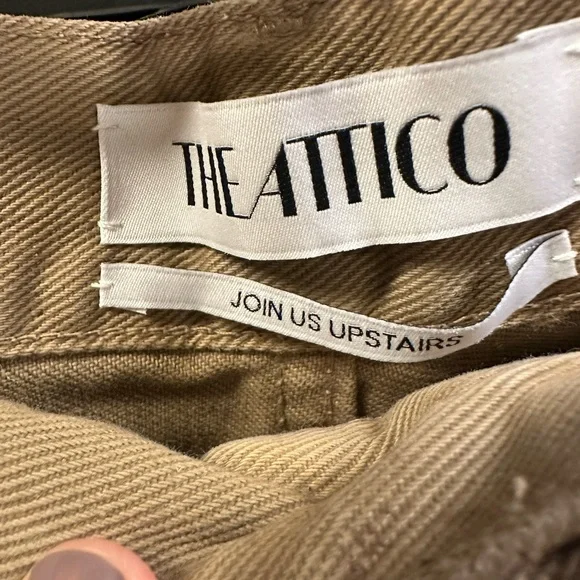 THE ATTICO
JOIN US UPSTAIRS